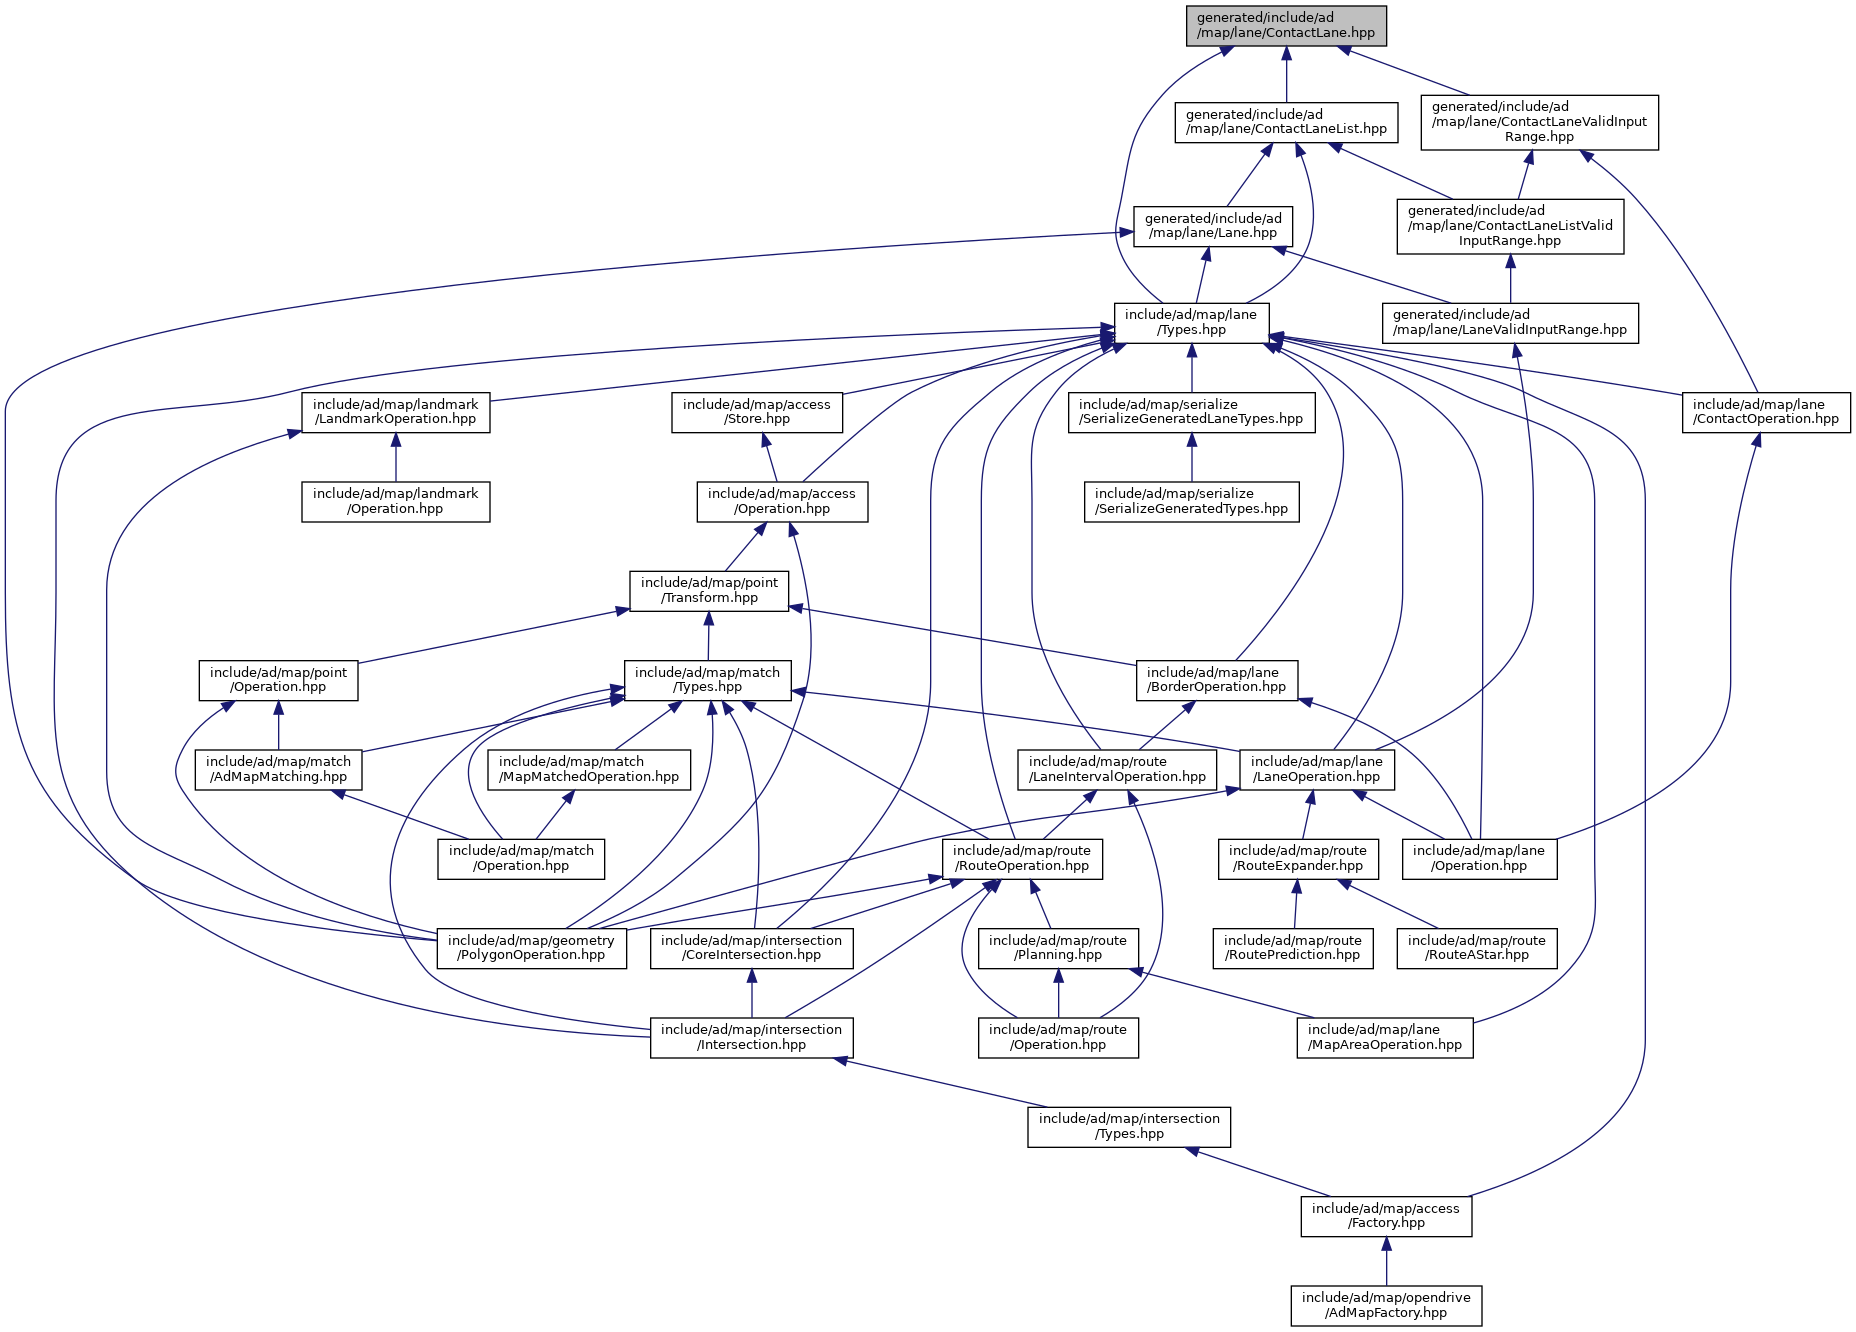 generated/include/ad
/map/lane/ContactLane.hpp
generated/include/ad
/map/lane/ContactLaneList.hpp
generated/include/ad
/map/lane/ContactLaneValidInput
Range.hpp
generated/include/ad
/map/lane/Lane.hpp
generated/include/ad
/map/lane/ContactLaneListValid
InputRange.hpp
include/ad/map/lane
/Types.hpp
generated/include/ad
/map/lane/LaneValidInputRange.hpp
include/ad/map/landmark
/LandmarkOperation.hpp
include/ad/map/access
/Store.hpp
include/ad/map/serialize
/SerializeGeneratedLaneTypes.hpp
include/ad/map/lane
/ContactOperation.hpp
include/ad/map/landmark
/Operation.hpp
include/ad/map/access
/Operation.hpp
include/ad/map/serialize
/SerializeGeneratedTypes.hpp
include/ad/map/point
/Transform.hpp
include/ad/map/point
/Operation.hpp
include/ad/map/match
/Types.hpp
include/ad/map/lane
/BorderOperation.hpp
include/ad/map/match
/AdMapMatching.hpp
include/ad/map/match
/MapMatchedOperation.hpp
include/ad/map/route
/LaneIntervalOperation.hpp
include/ad/map/lane
/LaneOperation.hpp
include/ad/map/match
/Operation.hpp
include/ad/map/route
/RouteOperation.hpp
include/ad/map/route
/RouteExpander.hpp
include/ad/map/lane
/Operation.hpp
include/ad/map/geometry
/PolygonOperation.hpp
include/ad/map/intersection
/CoreIntersection.hpp
include/ad/map/route
/Planning.hpp
include/ad/map/route
/RoutePrediction.hpp
include/ad/map/route
/RouteAStar.hpp
include/ad/map/intersection
/Intersection.hpp
include/ad/map/route
/Operation.hpp
include/ad/map/lane
/MapAreaOperation.hpp
include/ad/map/intersection
/Types.hpp
include/ad/map/access
/Factory.hpp
include/ad/map/opendrive
/AdMapFactory.hpp